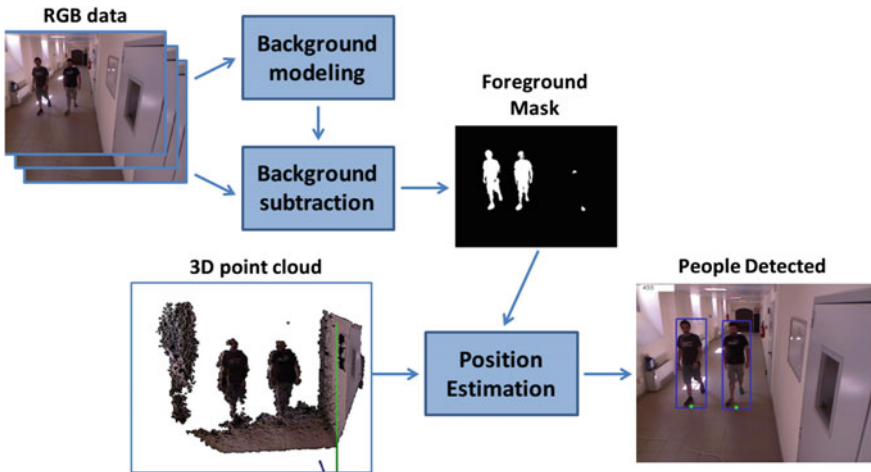 RGB data
Background
modeling
Foreground
Mask
Background
subtraction
3D point cloud
People Detected
Position
Estimation